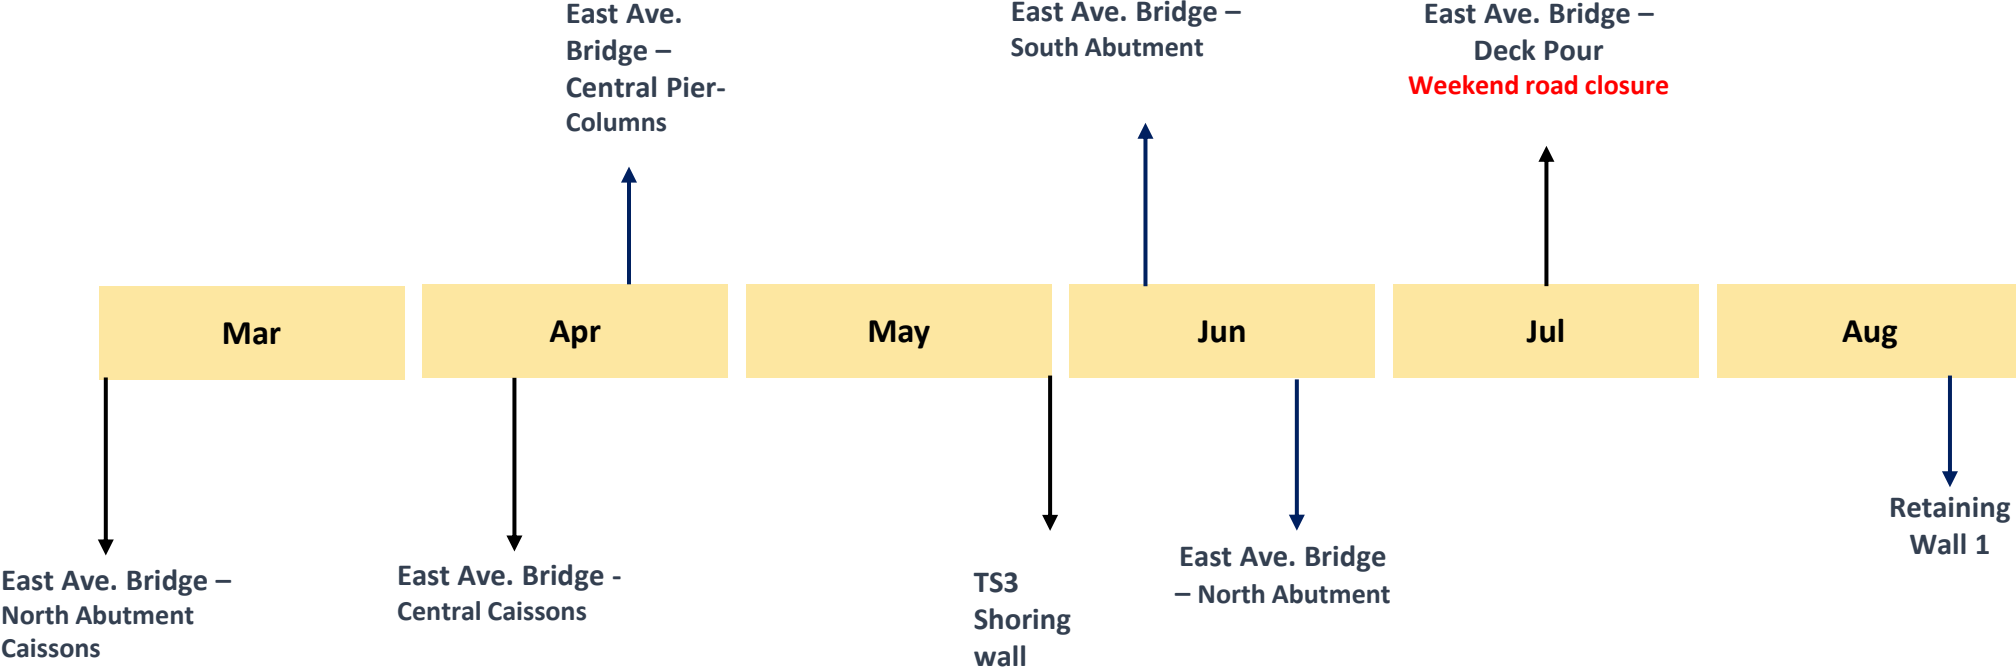 East Ave.
Bridge –
Central Pier-
Columns
East Ave. Bridge –
South Abutment
East Ave. Bridge –
Deck Pour
Weekend road closure
Mar
Apr
May
Jun
Jul
Aug
East Ave. Bridge –
North Abutment
Caissons
East Ave. Bridge -
Central Caissons
TS3
Shoring
wall
East Ave. Bridge
– North Abutment
Retaining
Wall 1